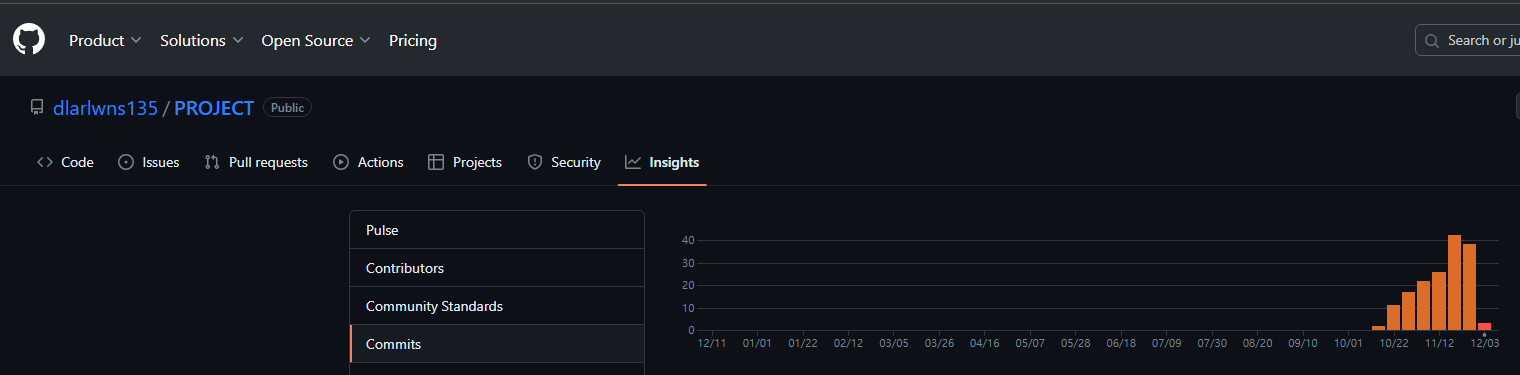 Product Solutions Open Source Pricing Search or ju
dlarlwns135 / PROJECT Public
Code Issues Pull requests Actions Projects Security Insights
Pulse
Contributors
Community Standards
Commits
40
30
20
10
0
12/11 01/01 01/22 02/12 03/05 03/26 04/16 05/07 05/28 06/18 07/09 07/30 08/20 09/10 10/01 10/22 11/12 12/03